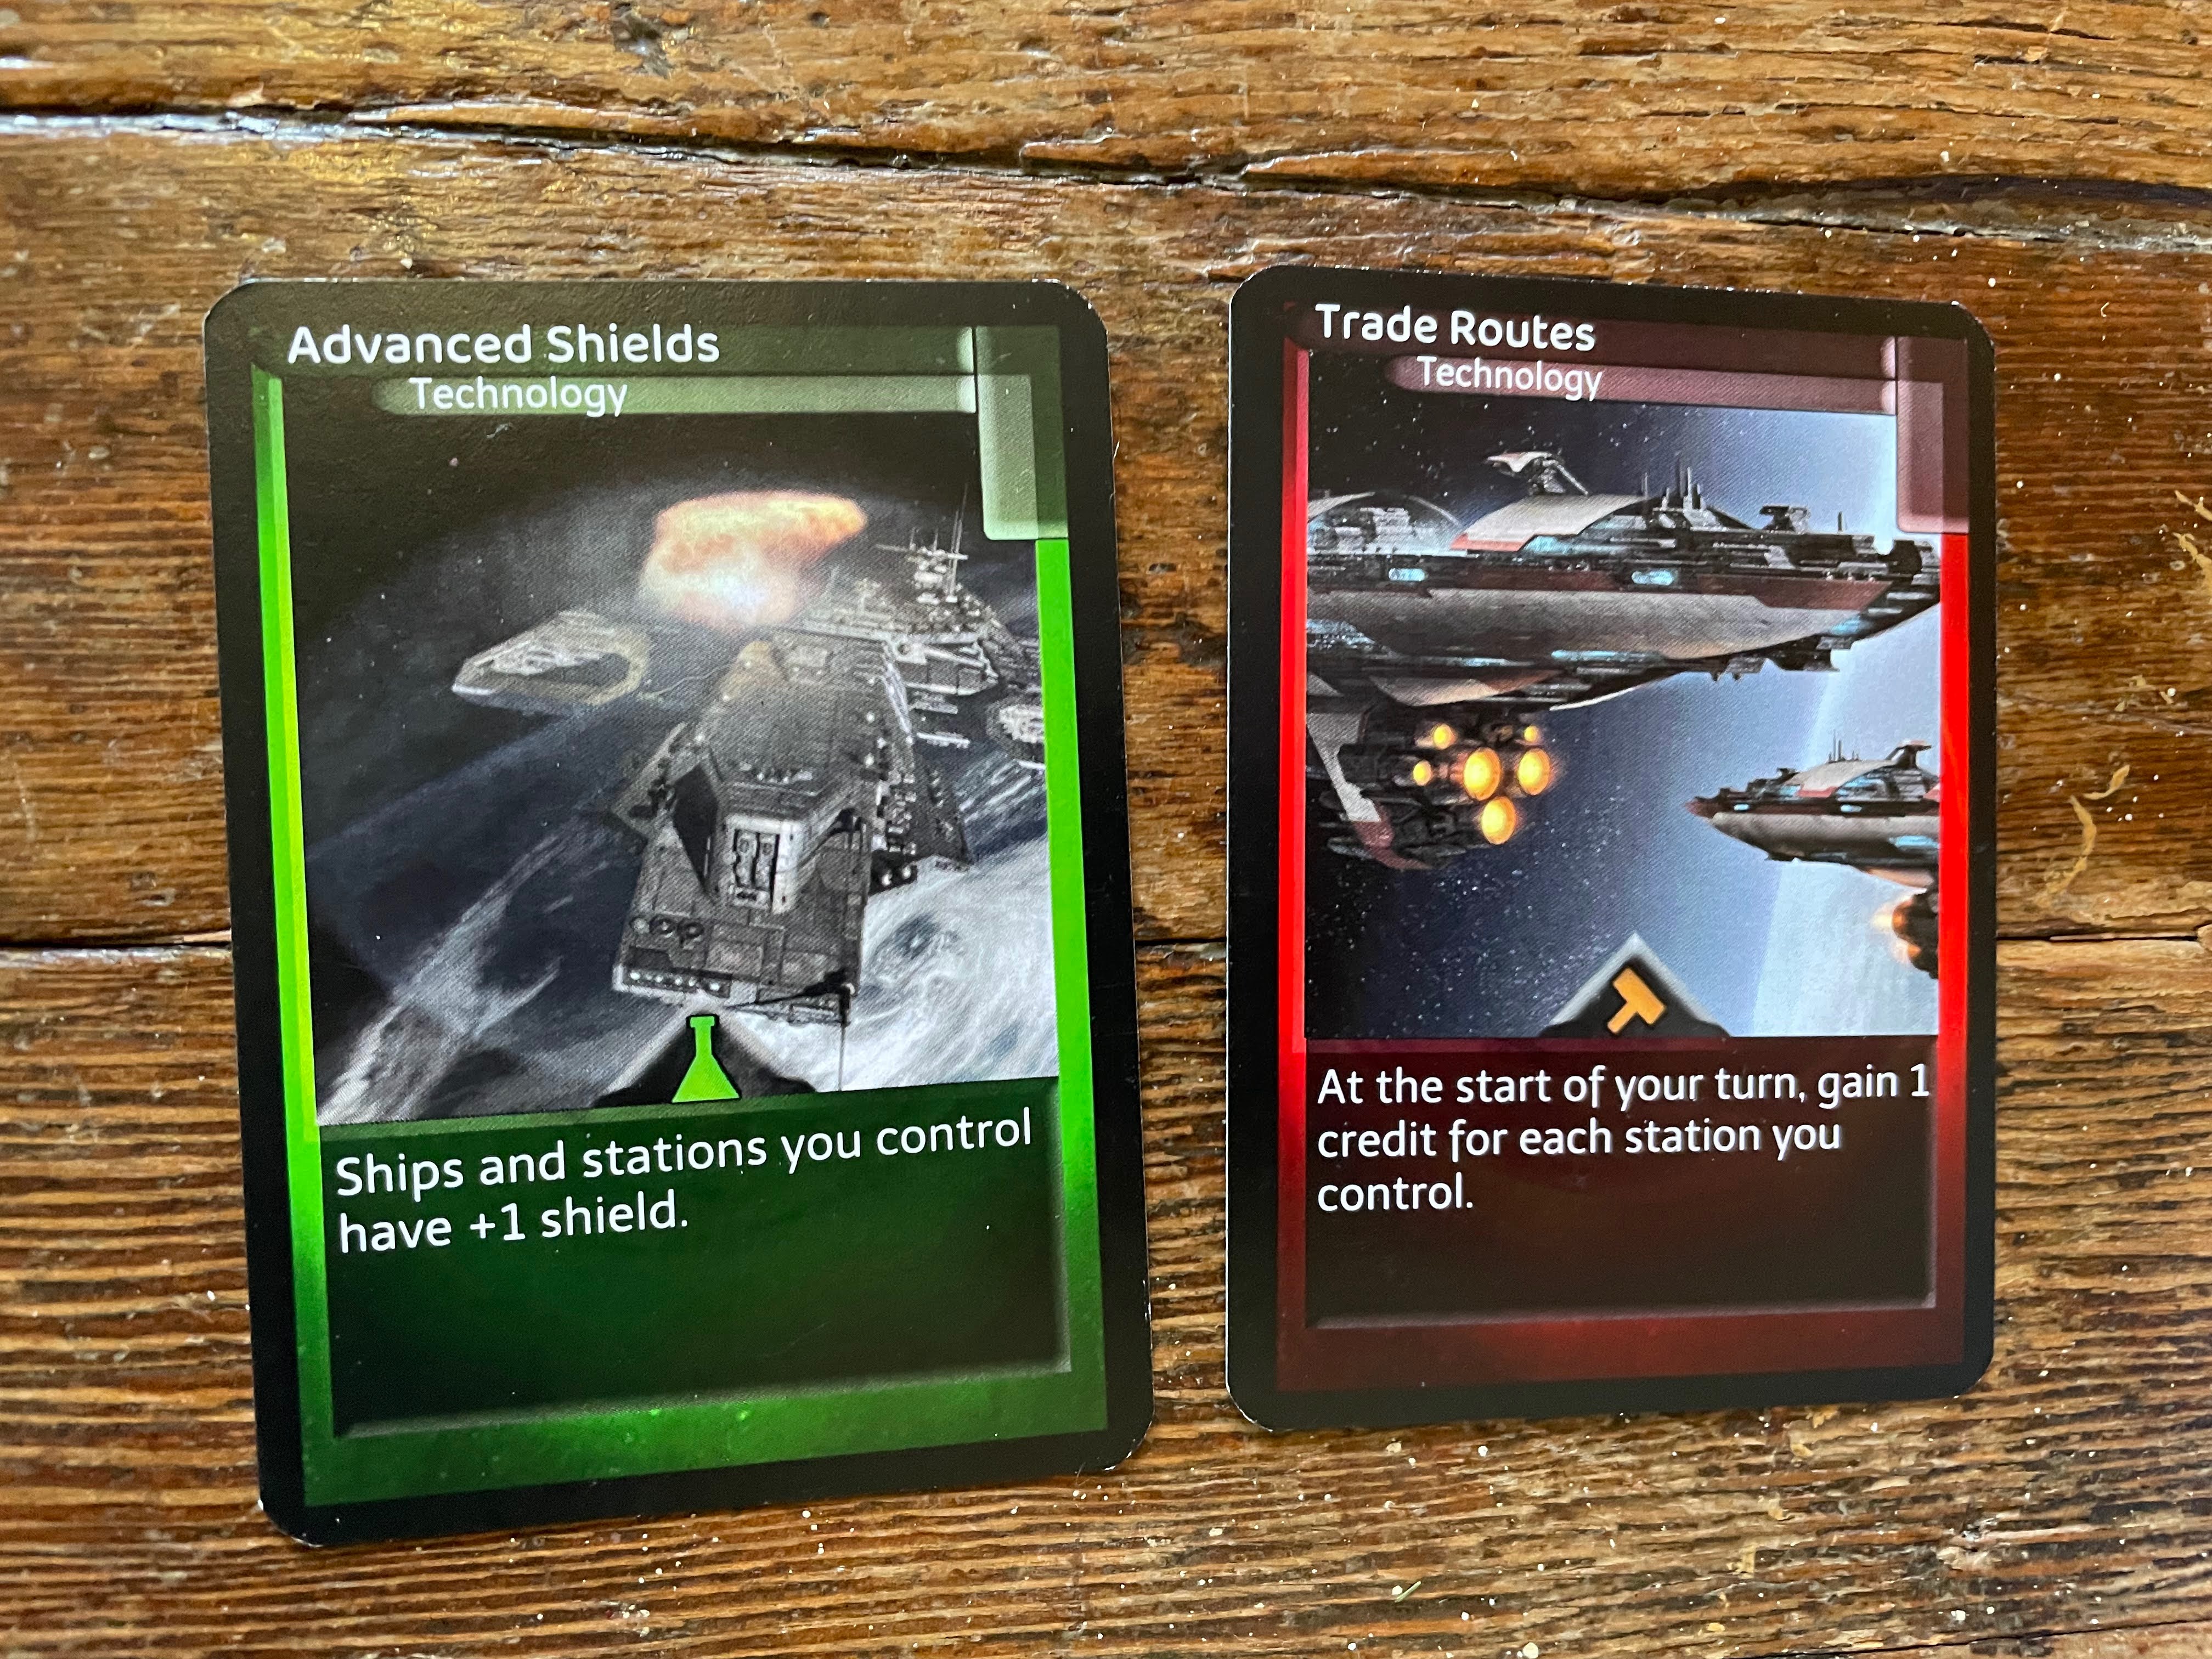 Advanced Shields
Technology
Ships and stations you control
have +1 shield.
Trade Routes
Technology
At the start of your turn, gain 1
credit for each station you
control.